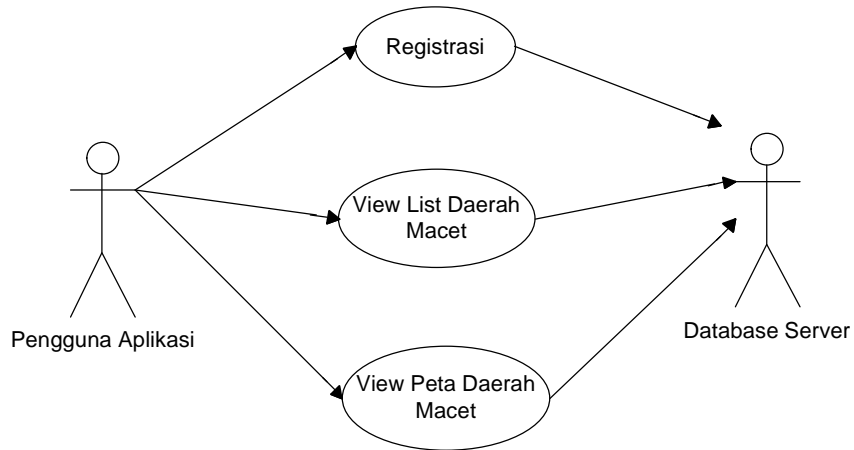 Registrasi
View List Daerah
Macet
Pengguna Aplikasi
Database Server
View Peta Daerah
Macet